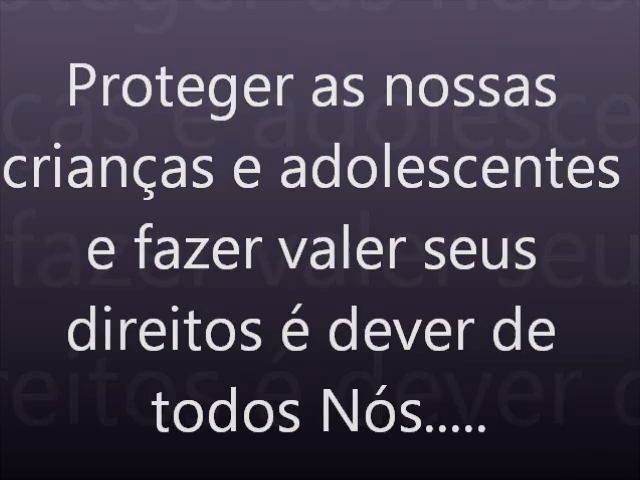 Proteger as nossas
crianças e adolescentes
e fazer valer seus
direitos é dever de
todos Nós.....